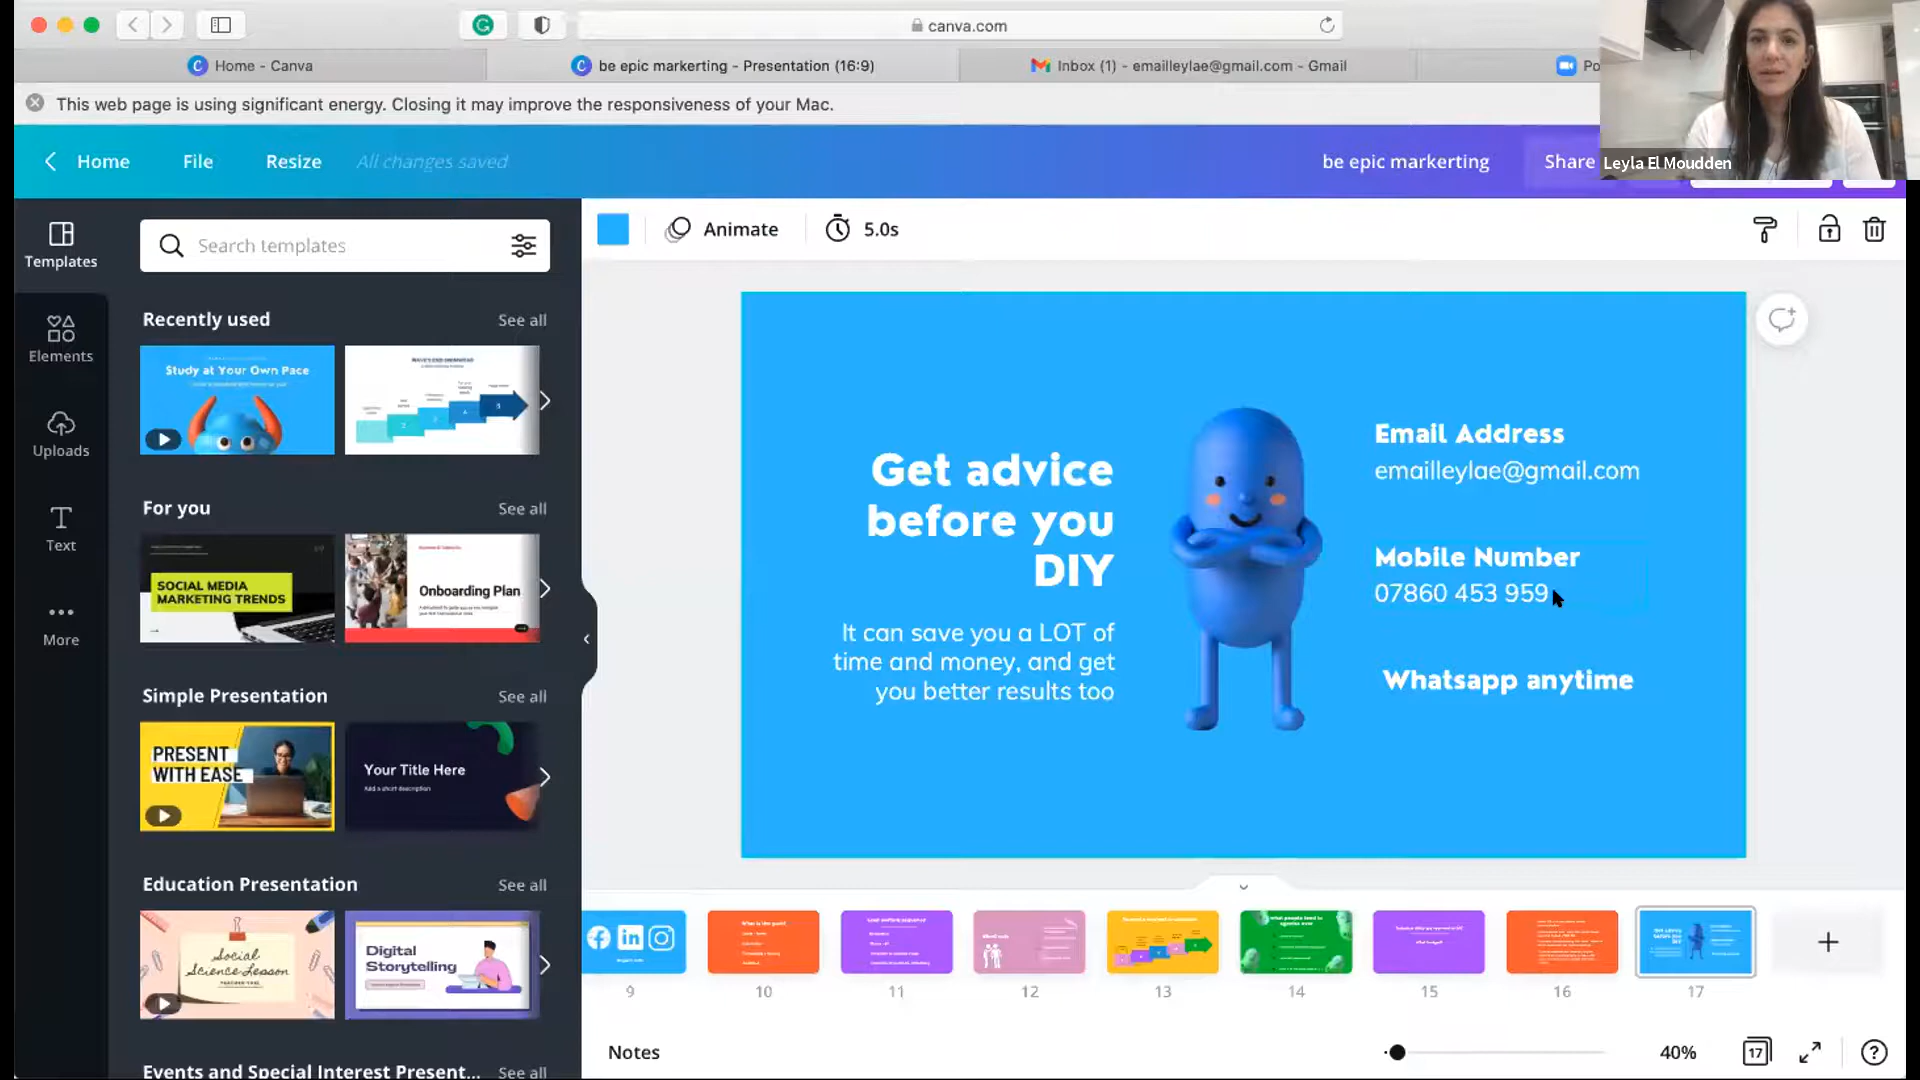 canva.com
Home - Canva
be epic markerting - Presentation (16:9)
Inbox (1) - emailleylae@gmail.com - Gmail
Po
This web page is using significant energy. Closing it may improve the responsiveness of your Mac.
Home
File
Resize
All changes saved
be epic markerting
Share
Leyla El Moudden
Templates
Elements
Uploads
Text
More
Search templates
Animate
5.0s
Recently used
See all
Study at Your Own Pace
For you
See all
SOCIAL MEDIA
MARKETING TRENDS
Onboarding Plan
Simple Presentation
See all
PRESENT
WITH EASE
Your Title Here
Add a short description
Education Presentation
See all
Social
Science Lesson
Digital
Storytelling
Events and Special Interest Present...
See all
Get advice
before you
DIY
It can save you a LOT of
time and money, and get
you better results too
Email Address
emailleylae@gmail.com
Mobile Number
07860 453 959
Whatsapp anytime
9
10
11
12
13
14
15
16
17
Notes
40%
17